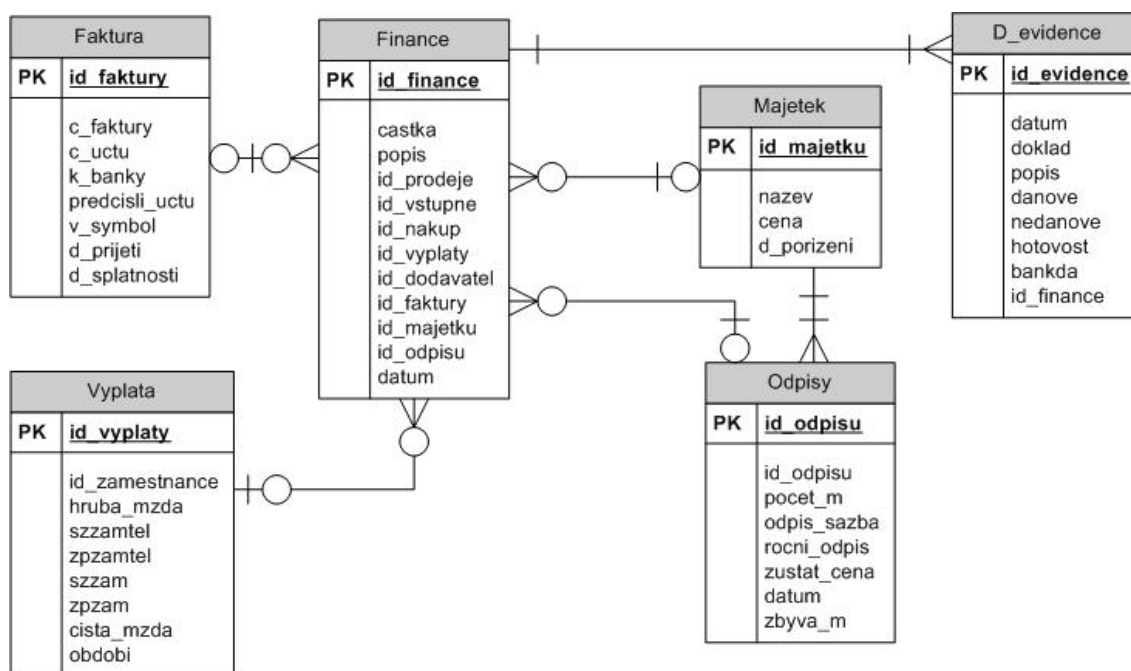 Faktura
PK id_faktury
c_faktury
c_uctu
k_banky
predcisli_uctu
v_symbol
d_prijeti
d_splatnosti
Finance
PK id_finance
castka
popis
id_prodeje
id_vstupne
id_nakup
id_vyplaty
id_dodavatel
id_faktury
id_majetku
id_odpisu
datum
D_evidence
PK id_evidence
datum
doklad
popis
danove
nedanove
hotovost
bankda
id_finance
Majetek
PK id_majetku
nazev
cena
d_porizeni
Vyplata
PK id_vyplaty
id_zamestnance
hruba_mzda
szzamtel
zpzamtel
szzam
zpzam
cista_mzda
obdobi
Odpisy
PK id_odpisu
id_odpisu
pocet_m
odpis_sazba
rocni_odpis
zustat_cena
datum
zbyva_m